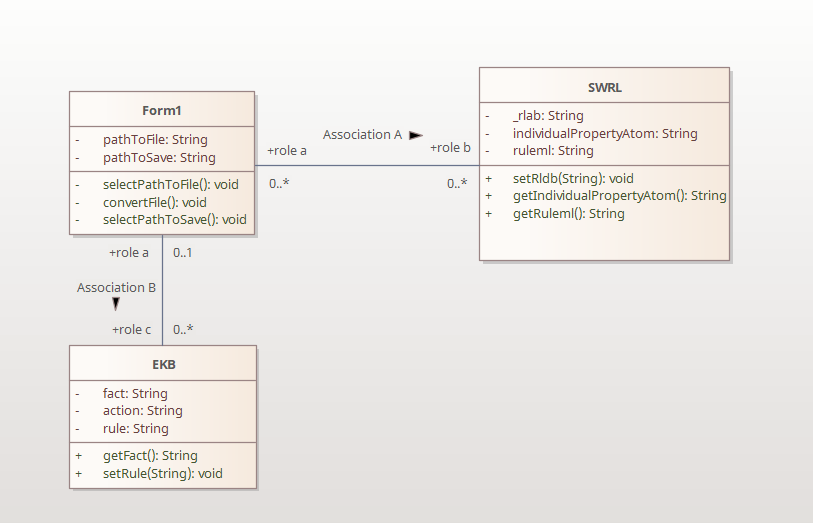 Form1
- pathToFile: String
- pathToSave: String
- selectPathToFile(): void
- convertFile(): void
- selectPathToSave(): void
Association A
+role a
+role b
0..*
0..*
SWRL
- _rlab: String
- individualPropertyAtom: String
- ruleml: String
+ setRldb(String): void
+ getIndividualPropertyAtom(): String
+ getRuleml(): String
+role a
0..1
Association B
+role c
0..*
EKB
- fact: String
- action: String
- rule: String
+ getFact(): String
+ setRule(String): void